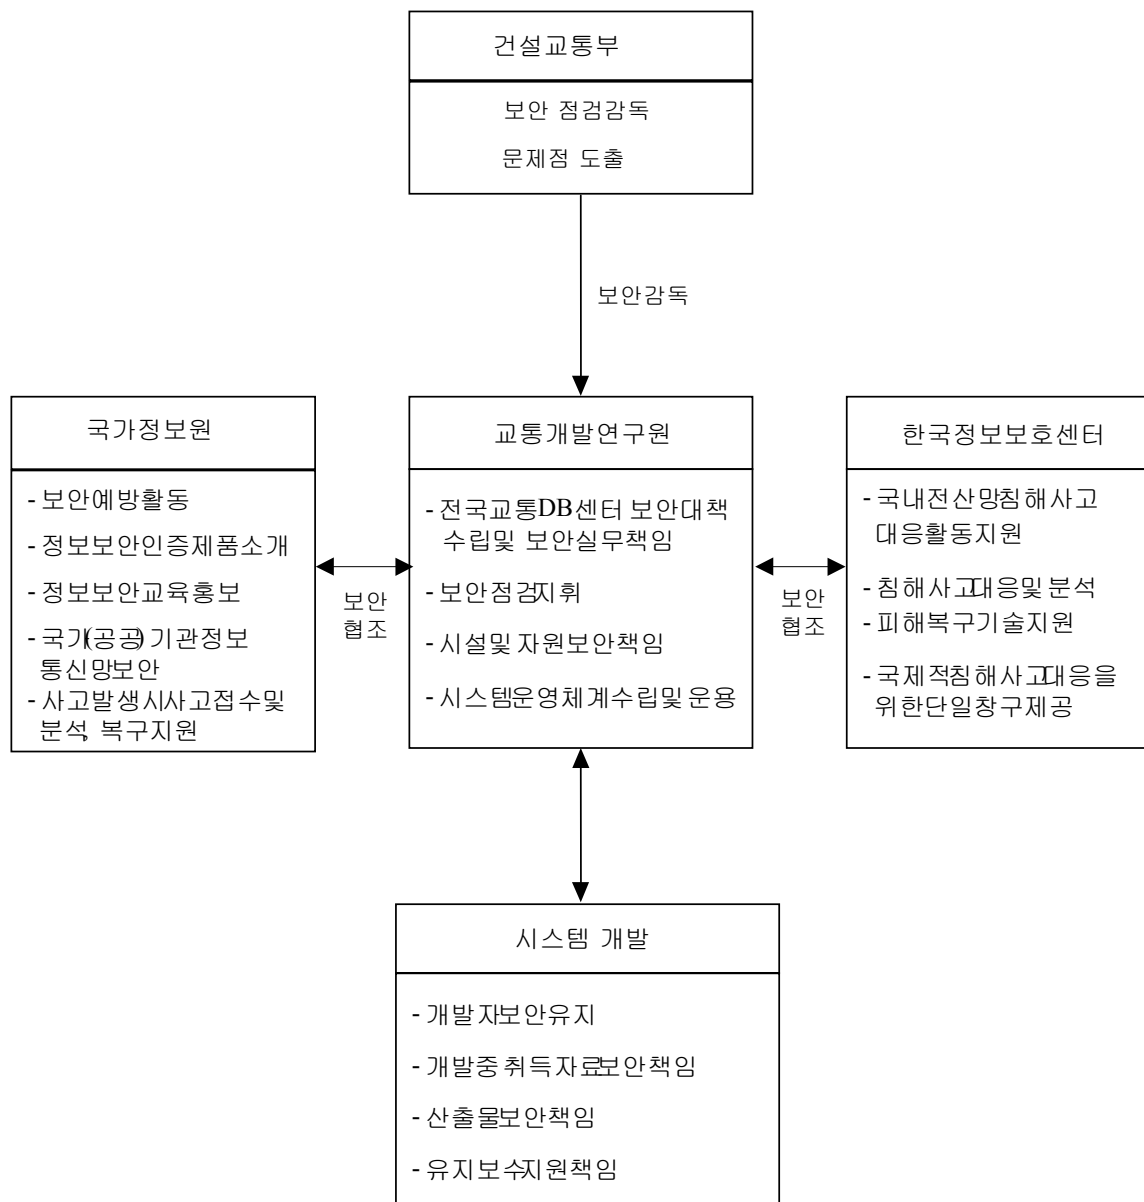 건설교통부
보안 점검감독
문제점 도출
보안감독
국가정보원
- 보안예방활동
- 정보보안인증제품소개
- 정보보안교육홍보
- 국가(공공) 기관정보
통신망보안
- 사고발생시사고접수및
분석, 복구지원
보안
협조
교통개발연구원
- 전국교통DB센터 보안대책
수립및 보안실무책임
- 보안점검지휘
- 시설및 자원보안책임
- 시스템운영체계수립및 운용
보안
협조
한국정보보호센터
- 국내전산망침해사고
대응활동지원
- 침해사고대응및 분석
- 피해복구기술지원
- 국제적침해사고대응을
위한단일창구제공
시스템 개발
- 개발자보안유지
- 개발중 취득자료보안책임
- 산출물보안책임
- 유지보수지원책임